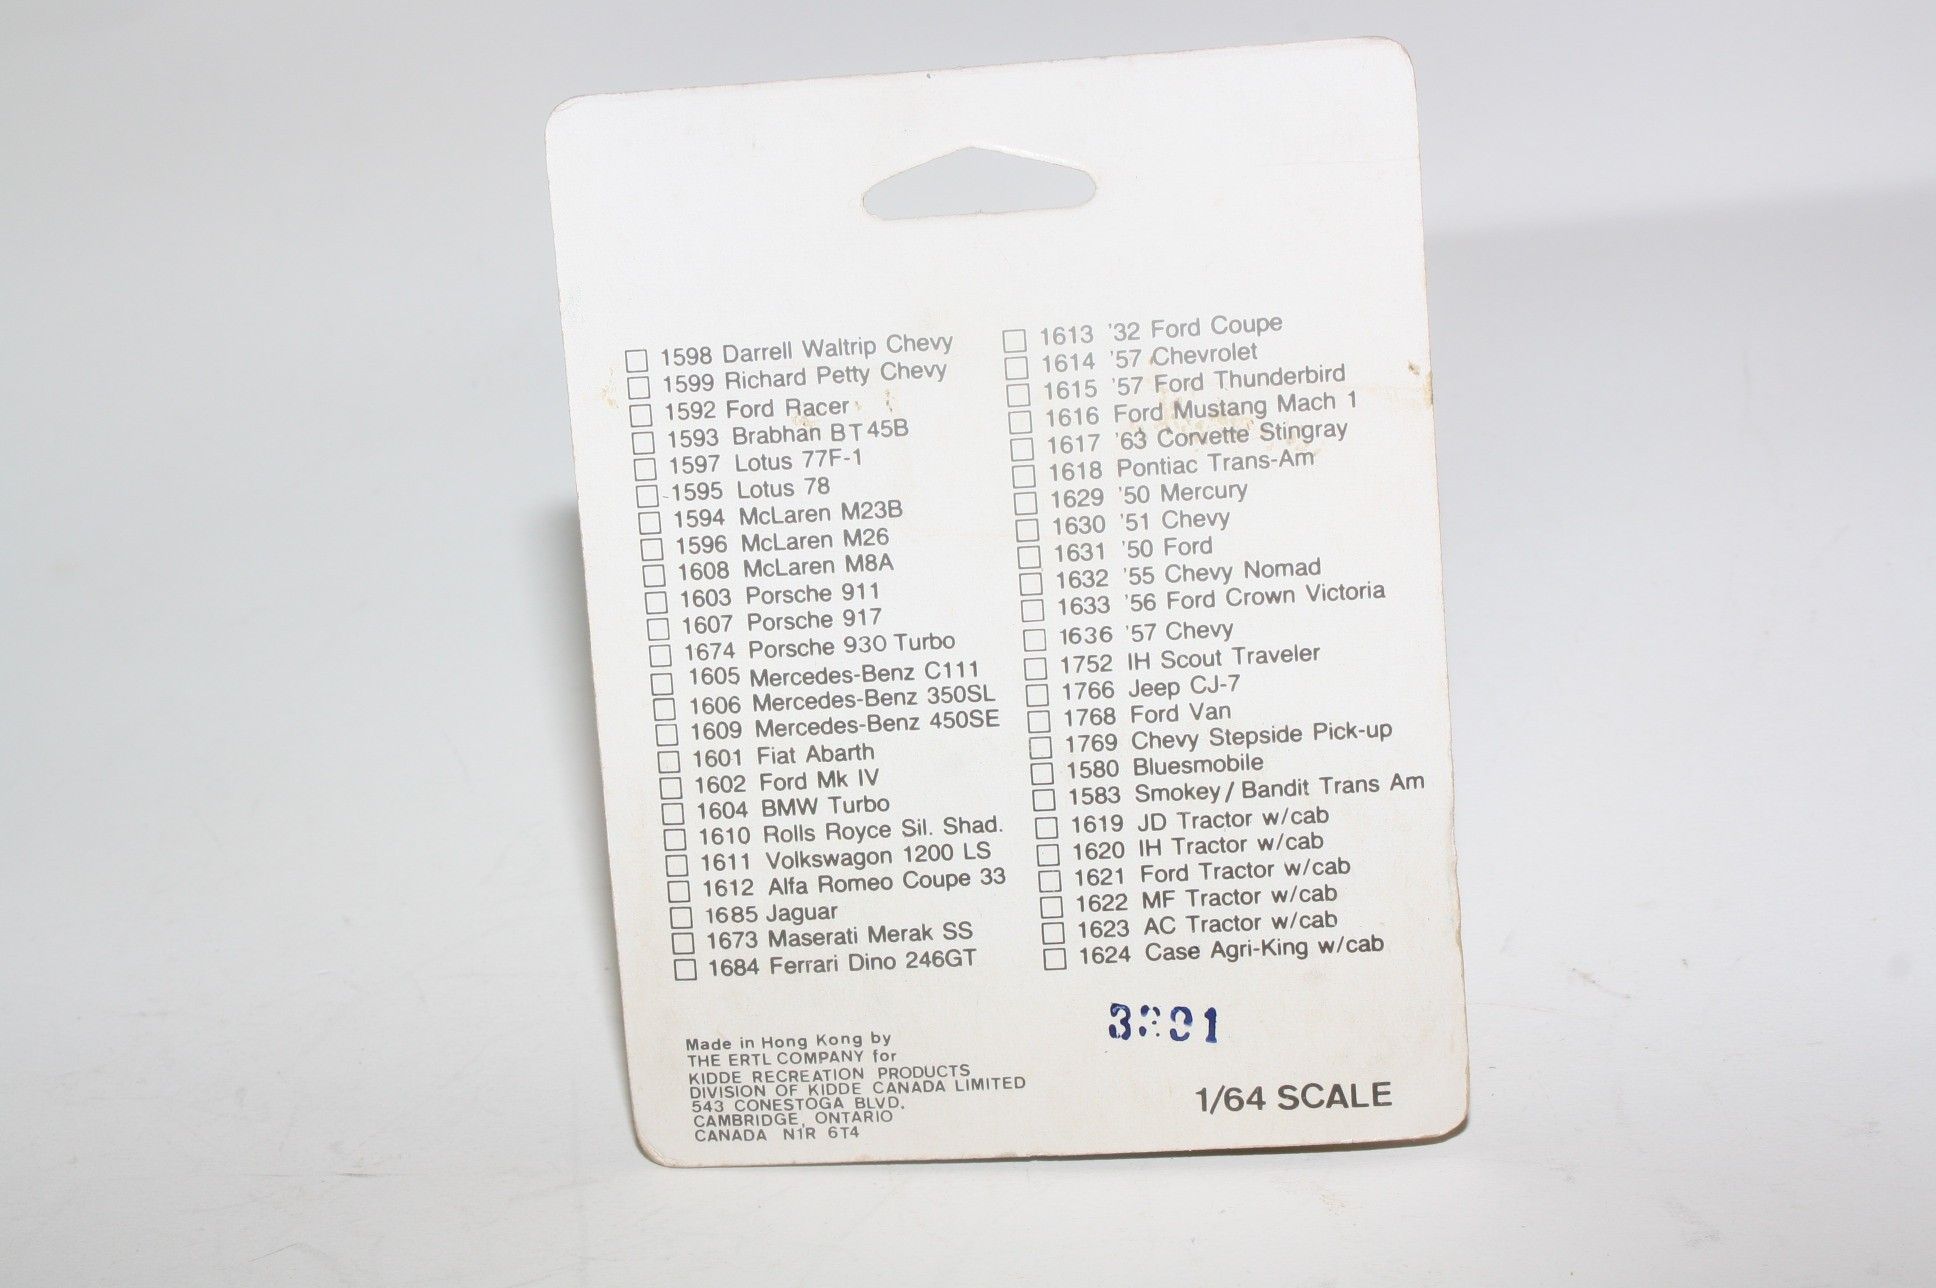 1598 Darrell Waltrip Chevy
1599 Richard Petty Chevy
1592 Ford Racer
1593 Brabhan BT45B
1597 Lotus 77F-1
1595 Lotus 78
1594 McLaren M23B
1596 McLaren M26
1608 McLaren M8A
1603 Porsche 911
1607 Porsche 917
1674 Porsche 930 Turbo
1605 Mercedes-Benz C111
1606 Mercedes-Benz 350SL
1609 Mercedes-Benz 450SE
1601 Fiat Abarth
1602 Ford Mk IV
1604 BMW Turbo
1610 Rolls Royce Sil. Shad.
1611 Volkswagon 1200 LS
1612 Alfa Romeo Coupe 33
1685 Jaguar
1673 Maserati Merak SS
1684 Ferrari Dino 246GT
1613 '32 Ford Coupe
1614 '57 Chevrolet
1615 '57 Ford Thunderbird
1616 Ford Mustang Mach 1
1617 '63 Corvette Stingray
1618 Pontiac Trans-Am
1629 '50 Mercury
1630 '51 Chevy
1631 '50 Ford
1632 '55 Chevy Nomad
1633 '56 Ford Crown Victoria
1636 '57 Chevy
1752 IH Scout Traveler
1766 Jeep CJ-7
1768 Ford Van
1769 Chevy Stepside Pick-up
1580 Bluesmobile
1583 Smokey/Bandit Trans Am
1619 JD Tractor w/cab
1620 IH Tractor w/cab
1621 Ford Tractor w/cab
1622 MF Tractor w/cab
1623 AC Tractor w/cab
1624 Case Agri-King w/cab
Made in Hong Kong by
THE ERTL COMPANY for
KIDDE RECREATION PRODUCTS
DIVISION OF KIDDE CANADA LIMITED
543 CONESTOGA BLVD.
CAMBRIDGE, ONTARIO
CANADA N1R 6T4
1/64 SCALE